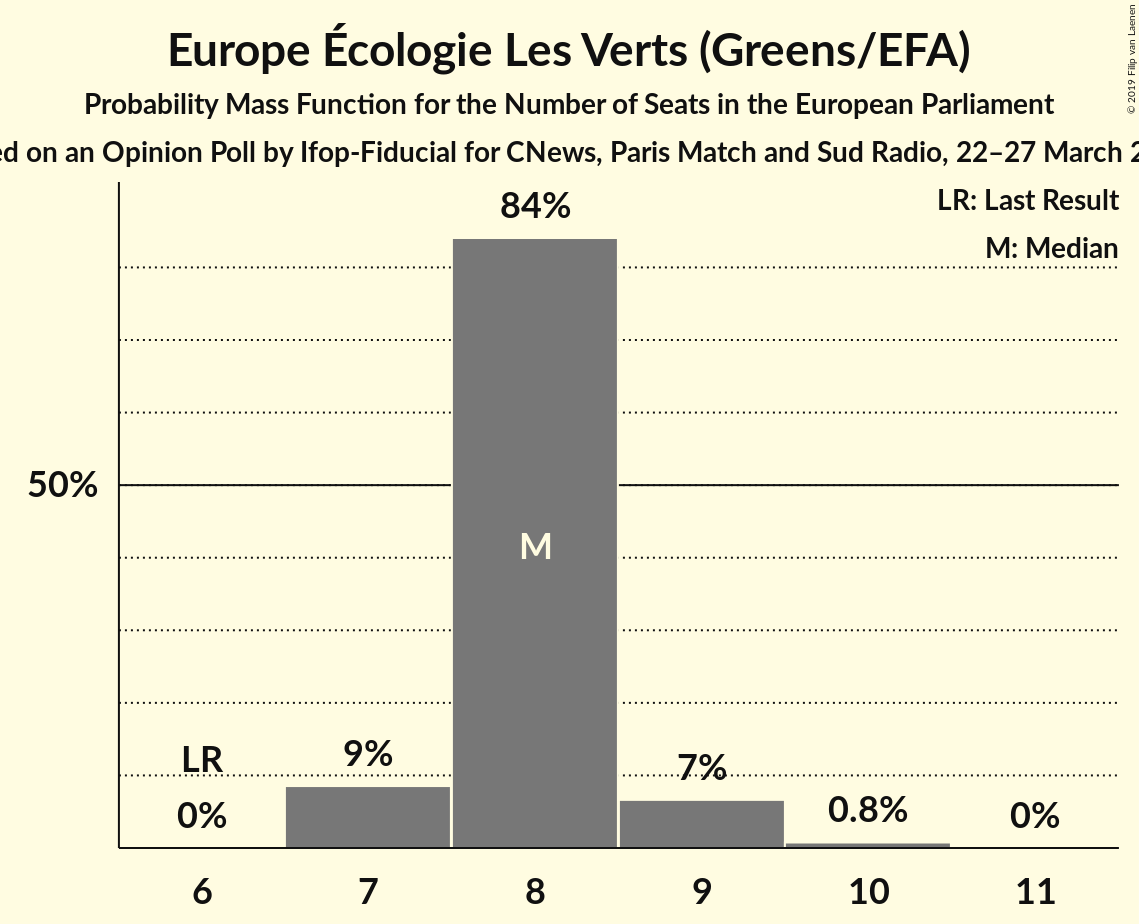 Europe Écologie Les Verts (Greens/EFA)
Probability Mass Function for the Number of Seats in the European Parliament
on an Opinion Poll by Ifop-Fiducial for CNews, Paris Match and Sud Radio, 22–27 March
© 2019 Filip van Laenen
LR: Last Result
M: Median
84%
50%
M
LR
9%
7%
0%
0.8%
0%
6 7 8 9 10 11